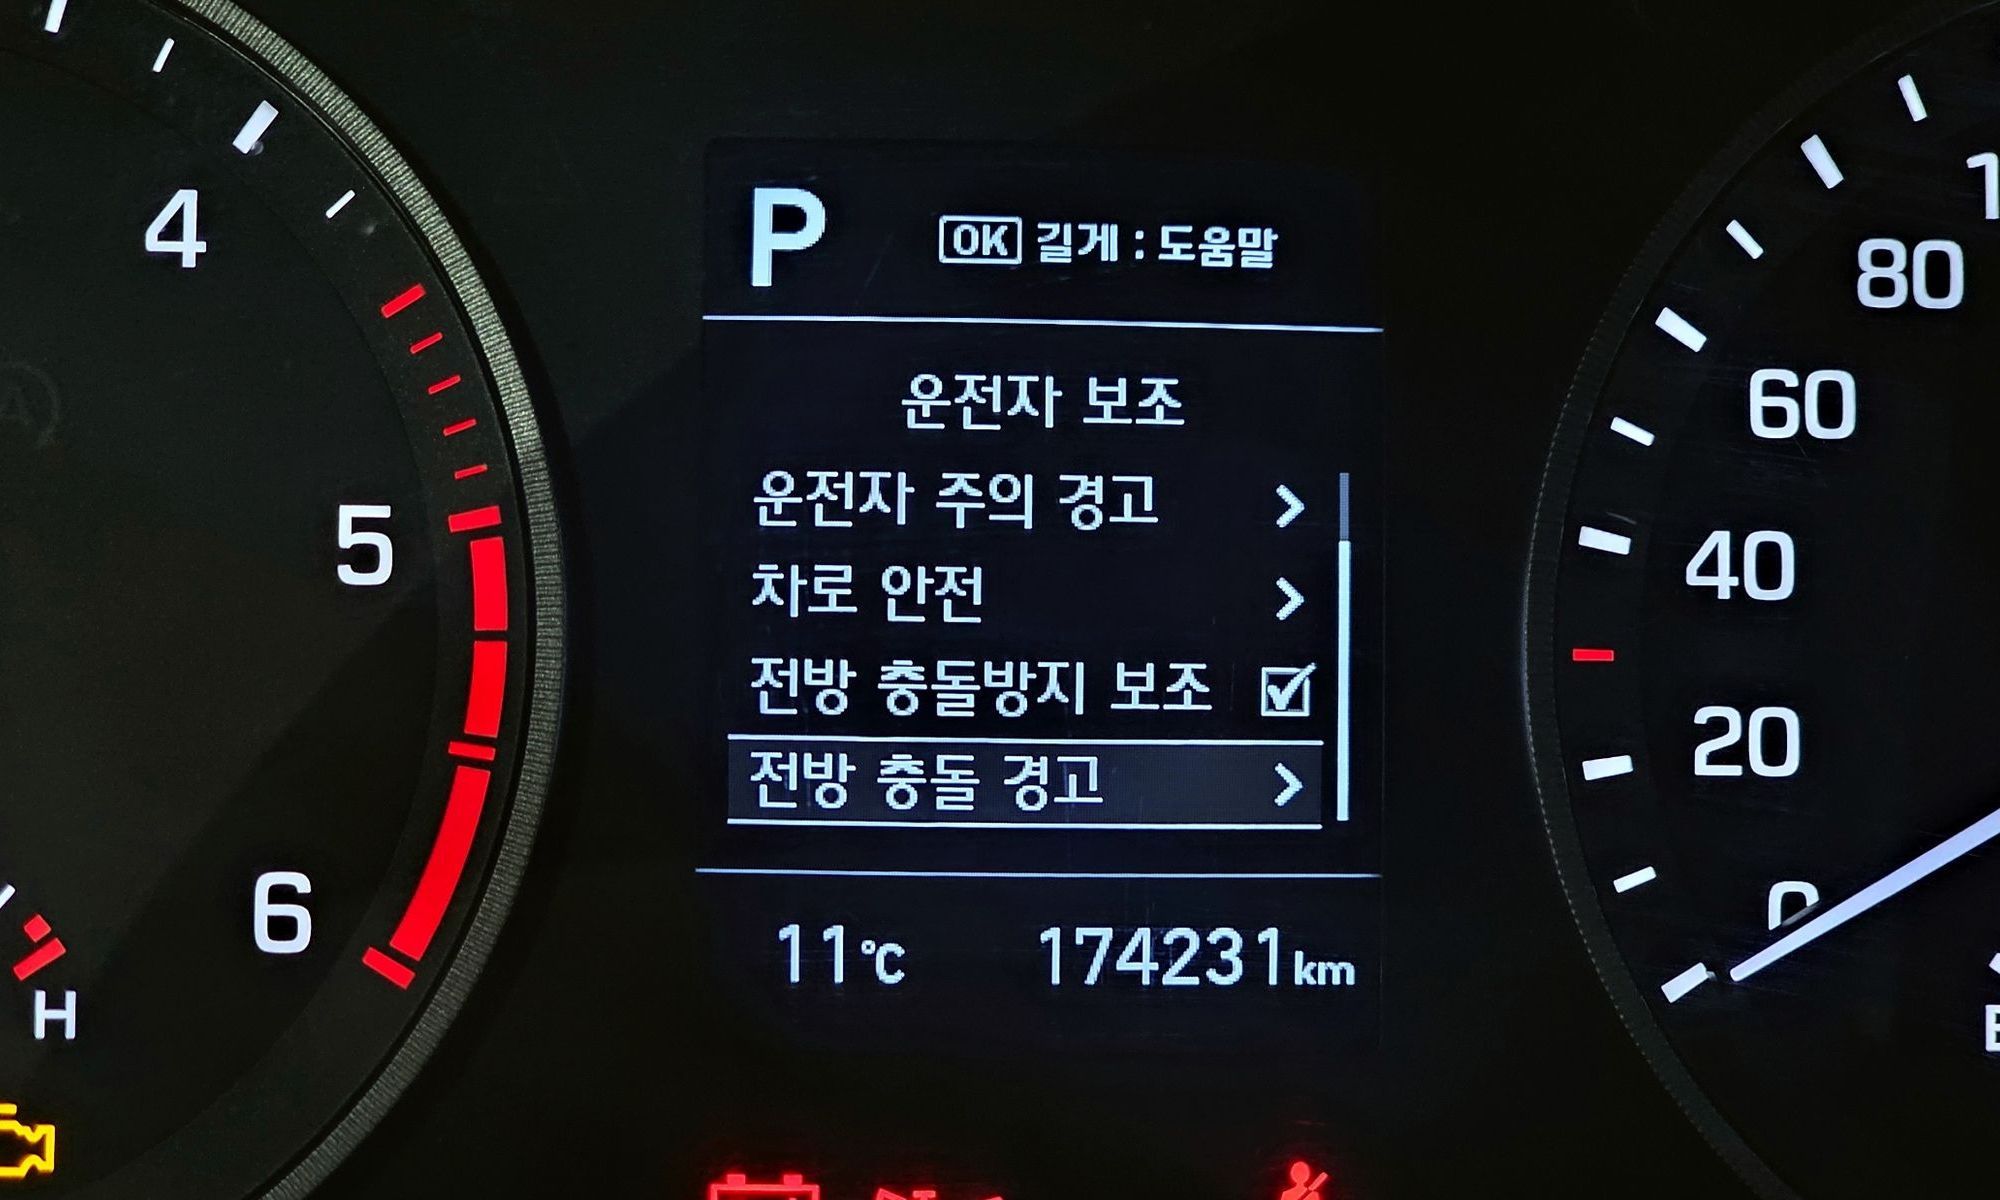 P
OK 길게 : 도움말
운전자 보조
운전자 주의 경고
차로 안전
전방 충돌방지 보조
전방 충돌 경고
11℃ 174231km
4
5
6
H
80
60
40
20
0